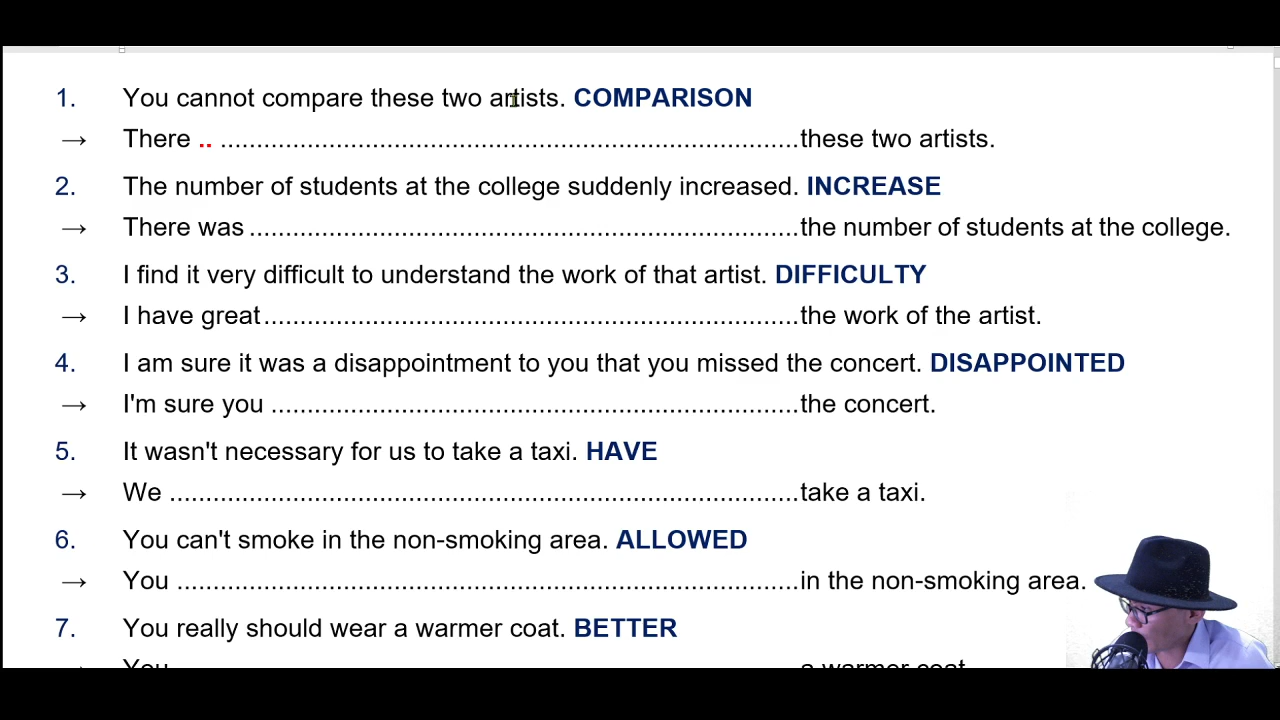 1. You cannot compare these two artists. COMPARISON
→ There .. ................................................................................these two artists.
2. The number of students at the college suddenly increased. INCREASE
→ There was ............................................................................the number of students at the college.
3. I find it very difficult to understand the work of that artist. DIFFICULTY
→ I have great..........................................................................the work of the artist.
4. I am sure it was a disappointment to you that you missed the concert. DISAPPOINTED
→ I'm sure you .........................................................................the concert.
5. It wasn't necessary for us to take a taxi. HAVE
→ We .......................................................................................take a taxi.
6. You can't smoke in the non-smoking area. ALLOWED
→ You ......................................................................................in the non-smoking area.
7. You really should wear a warmer coat. BETTER
→ You ......................................................................................a warmer coat